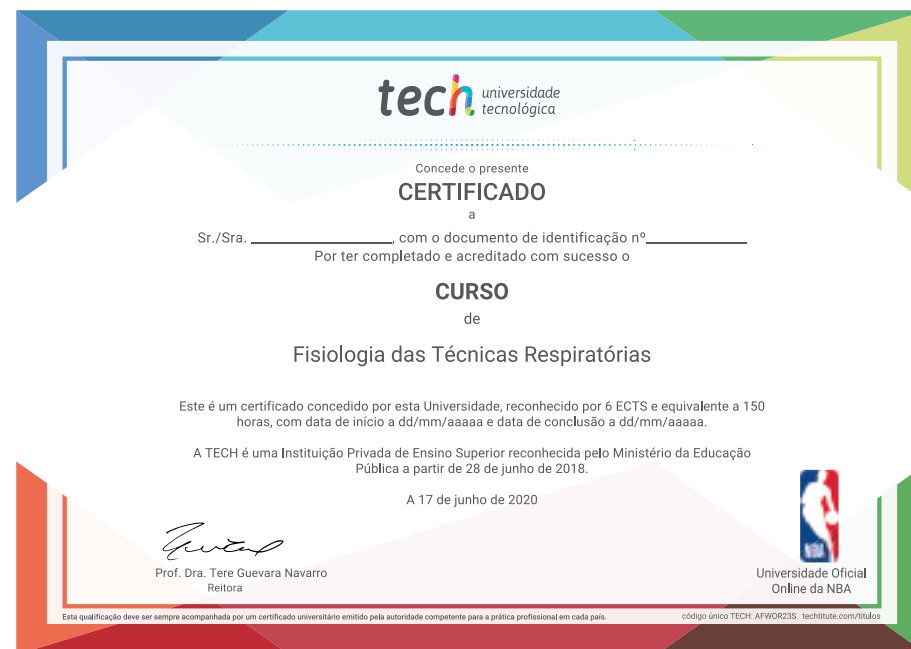 tech universidade
tecnológica
Concede o presente
CERTIFICADO
a
Sr./Sra. ____________________, com o documento de identificação nº______________
Por ter completado e acreditado com sucesso o
CURSO
de
Fisiologia das Técnicas Respiratórias
Este é um certificado concedido por esta Universidade, reconhecido por 6 ECTS e equivalente a 150
horas, com data de início a dd/mm/aaaaa e data de conclusão a dd/mm/aaaaa.
A TECH é uma Instituição Privada de Ensino Superior reconhecida pelo Ministério da Educação
Pública a partir de 28 de junho de 2018.
A 17 de junho de 2020
Prof. Dra. Tere Guevara Navarro
Reitora
NBA
Universidade Oficial
Online da NBA
Esta qualificação deve ser sempre acompanhada por um certificado universitário emitido pela autoridade competente para a prática profissional em cada país.
código único TECH: AFWOR23S techtitute.com/titulos